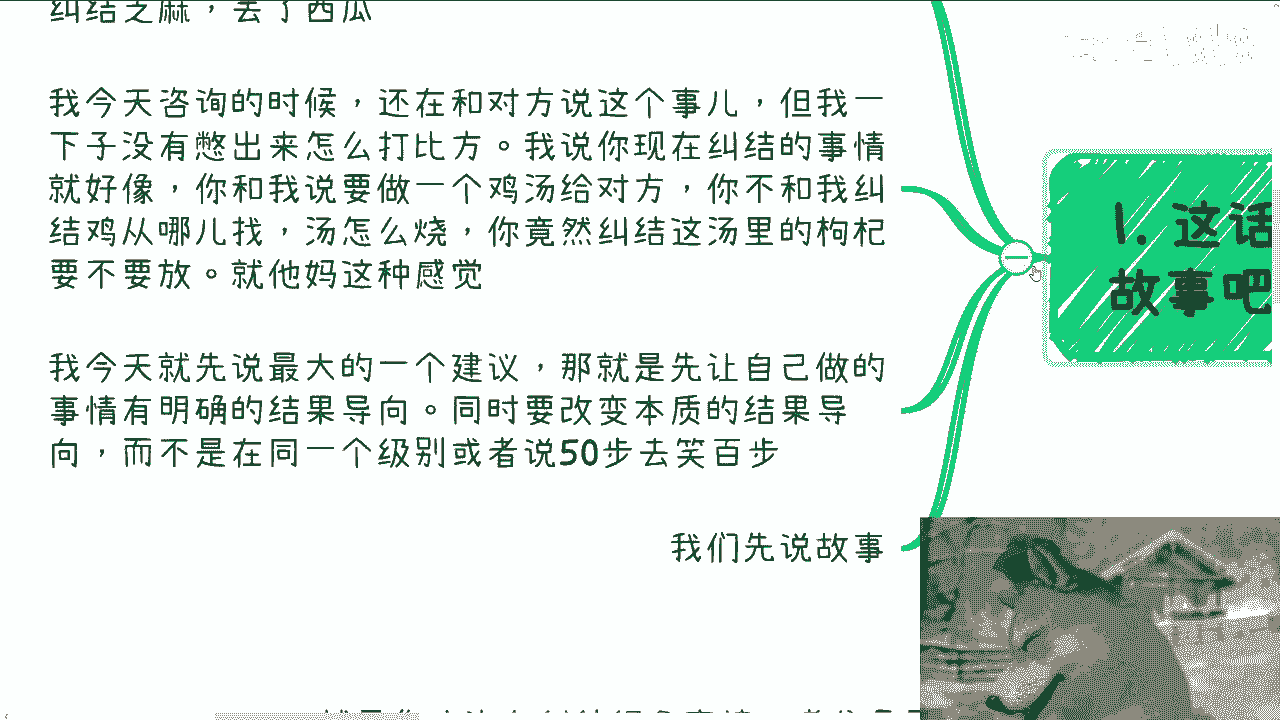 纠结芝麻，丢了西瓜
我今天咨询的时候，还在和对方说这个事儿，但我一
下子没有憋出来怎么打比方。我说你现在纠结的事情
就好像，你和我说要做一个鸡汤给对方，你不和我纠
结鸡从哪儿找，汤怎么烧，你竟然纠结这汤里的枸杞
要不要放。就他妈这种感觉
1. 这话
故事吧
我今天就先说最大的一个建议，那就是先让自己做的
事情有明确的结果导向。同时要改变本质的结果导
向，而不是在同一个级别或者说50步去笑百步
我们先说故事